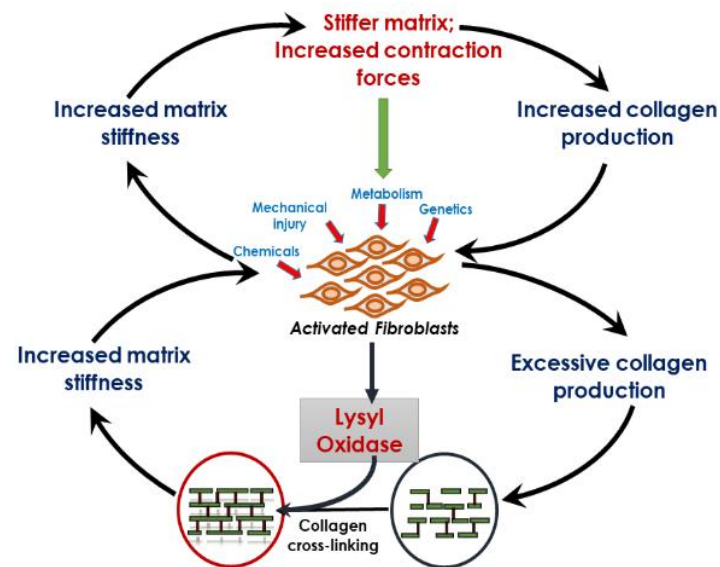 Stiffer matrix;
Increased contraction
forces
Increased matrix
stiffness
Increased collagen
production
Metabolism
Mechanical
injury
Genetics
Chemicals
Activated Fibroblasts
Increased matrix
stiffness
Excessive collagen
production
Lysyl
Oxidase
Collagen
cross-linking